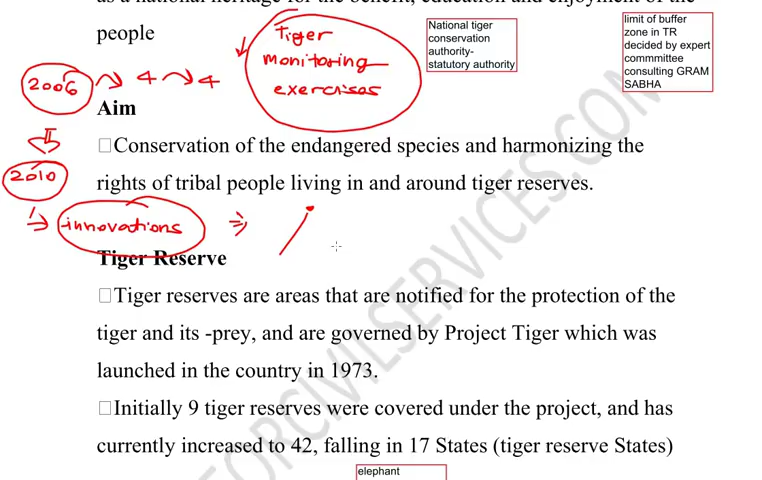 as a national heritage for the benefit, education and enjoyment of the
people
Tiger
monitoring
exercises
National tiger
conservation
authority-
statutory authority
limit of buffer
zone in TR
decided by expert
commmittee
consulting GRAM
SABHA
2006 4 4
Aim
Conservation of the endangered species and harmonizing the
2010
rights of tribal people living in and around tiger reserves.
innovations
Tiger Reserve
Tiger reserves are areas that are notified for the protection of the
tiger and its -prey, and are governed by Project Tiger which was
launched in the country in 1973.
Initially 9 tiger reserves were covered under the project, and has
currently increased to 42, falling in 17 States (tiger reserve States)
elephant